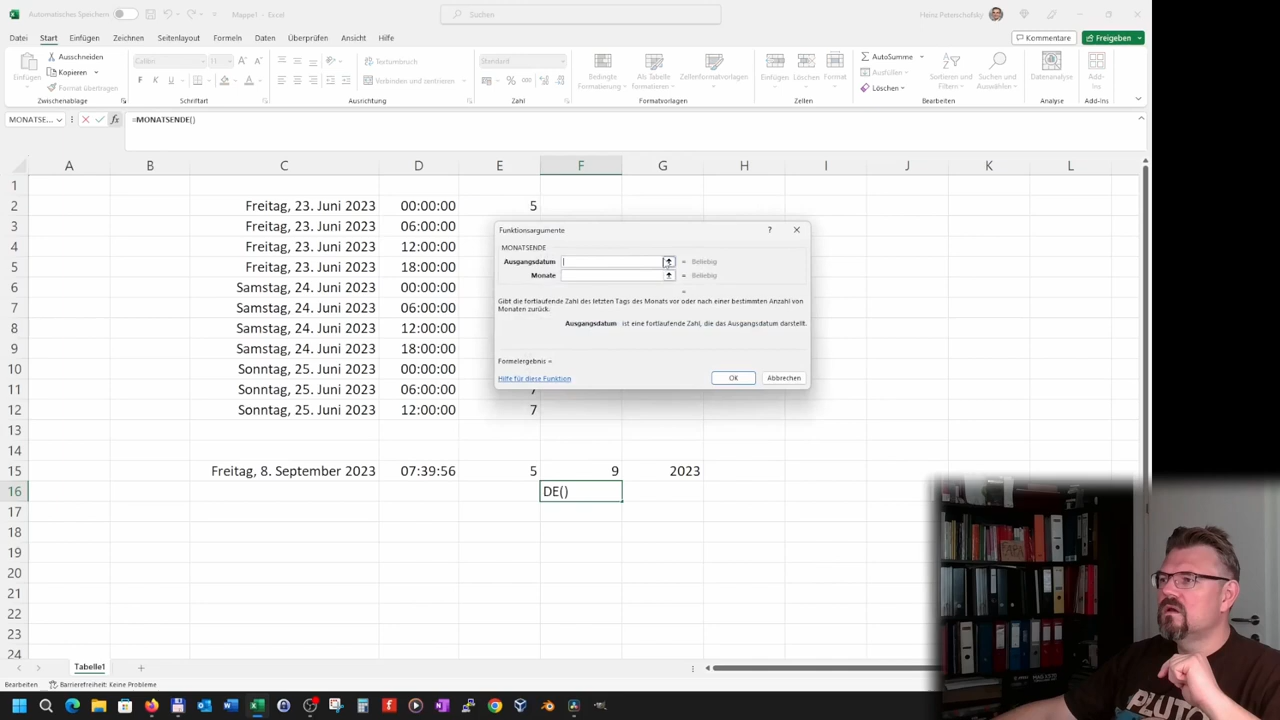 Automatisches Speichern
Mappe1 - Excel
Suchen
Heinz Peterschofsky
Datei Start Einfügen Zeichnen Seitenlayout Formeln Daten Überprüfen Ansicht Hilfe
Kommentare
Freigeben
Einfügen
Ausschneiden
Kopieren
Format übertragen
F K U
Textumbruch
Verbinden und zentrieren
Standard
Bedingte Formatierung
Als Tabelle formatieren
Zellenformatvorlagen
Einfügen
Löschen
Format
AutoSumme
Ausfüllen
Löschen
Sortieren und Filtern
Suchen und Auswählen
Datenanalyse
Add-Ins
Zwischenablage
Schriftart
Ausrichtung
Zahl
Formatvorlagen
Zellen
Bearbeiten
Analyse
Add-Ins
MONATSE...
fx
=MONATSENDE()
A B C D E F G H I J K L
1
2 Freitag, 23. Juni 2023 00:00:00 5
3 Freitag, 23. Juni 2023 06:00:00
4 Freitag, 23. Juni 2023 12:00:00
5 Freitag, 23. Juni 2023 18:00:00
6 Samstag, 24. Juni 2023 00:00:00
7 Samstag, 24. Juni 2023 06:00:00
8 Samstag, 24. Juni 2023 12:00:00
9 Samstag, 24. Juni 2023 18:00:00
10 Sonntag, 25. Juni 2023 00:00:00
11 Sonntag, 25. Juni 2023 06:00:00 7
12 Sonntag, 25. Juni 2023 12:00:00 7
13
14
15 Freitag, 8. September 2023 07:39:56 5 9 2023
16 DE()
17
18
19
20
21
22
23
24
Funktionsargumente
? 
MONATSENDE
Ausgangsdatum = Beliebig
Monate = Beliebig
=
Gibt die fortlaufende Zahl des letzten Tags des Monats vor oder nach einer bestimmten Anzahl von
Monaten zurück.
Ausgangsdatum ist eine fortlaufende Zahl, die das Ausgangsdatum darstellt.
Formelergebnis =
Hilfe für diese Funktion
OK
Abbrechen
Tabelle1
Bearbeiten
Barrierefreiheit: Keine Probleme
PLUTO